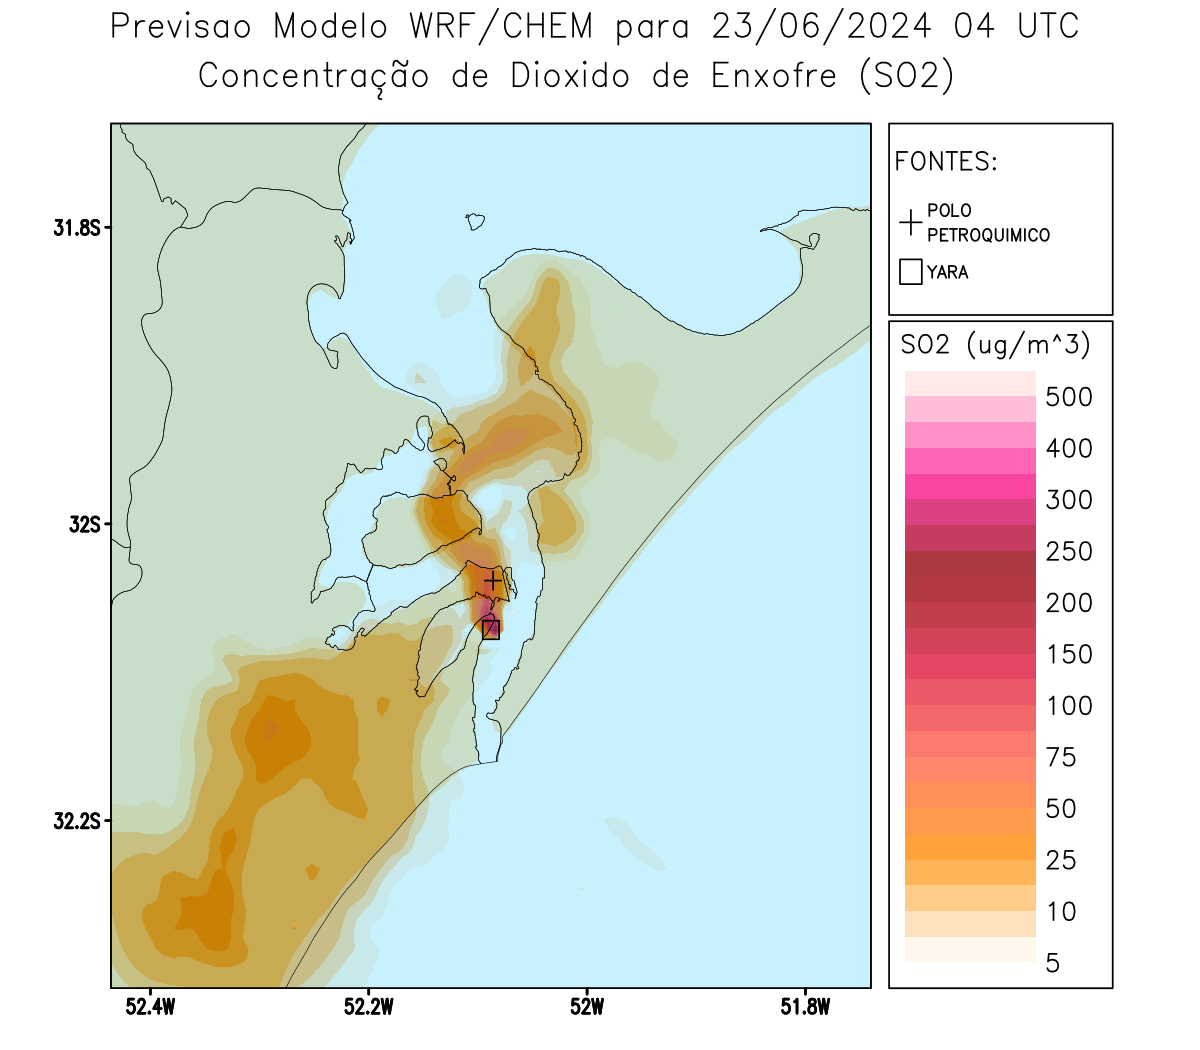 Previsao Modelo WRF/CHEM para 23/06/2024 04 UTC
Concentração de Dioxido de Enxofre (SO2)
FONTES:
POLO
PETROQUIMICO
YARA
SO2 (ug/m^3)
500
400
300
250
200
150
100
75
50
25
10
5
31.8S
32S
32.2S
52.4W
52.2W
52W
51.8W